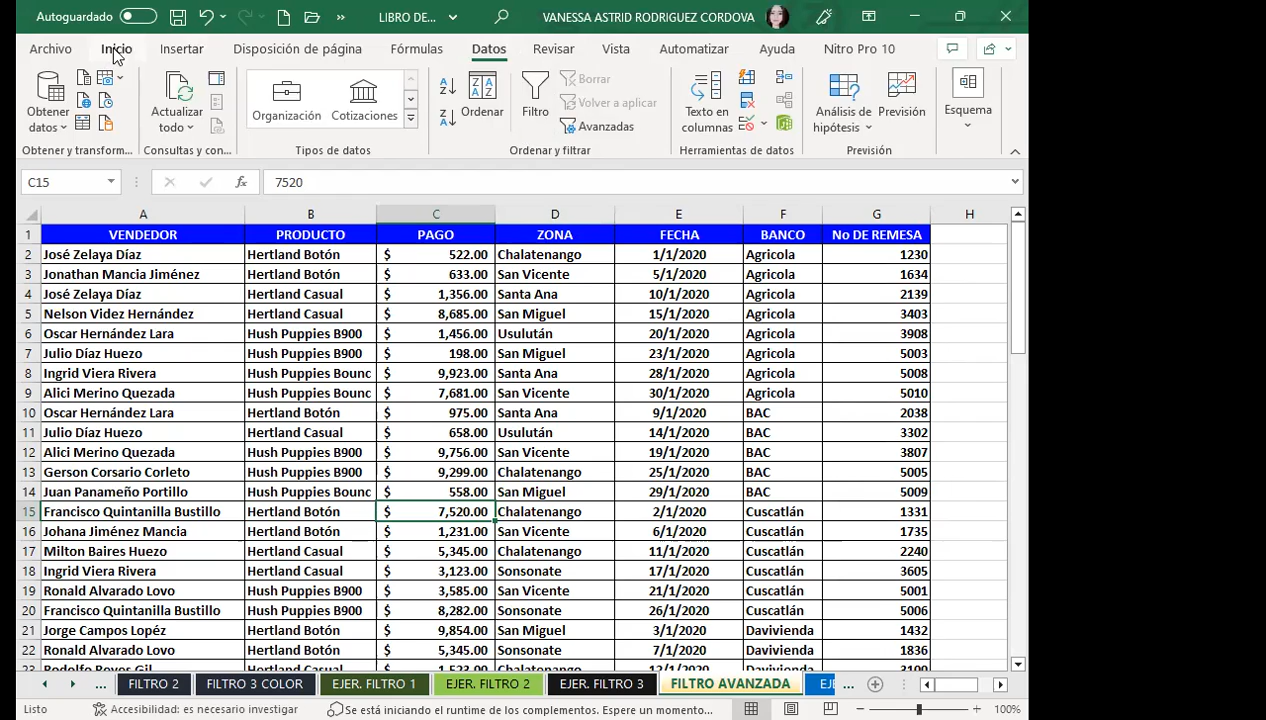 Autoguardado LIBRO DE... VANESSA ASTRID RODRIGUEZ CORDOVA
Archivo Inicio Insertar Disposición de página Fórmulas Datos Revisar Vista Automatizar Ayuda Nitro Pro 10
Obtener datos
Actualizar todo
Organización Cotizaciones
Ordenar
Filtro
Borrar
Volver a aplicar
Avanzadas
Texto en columnas
Análisis de hipótesis
Previsión
Esquema
Obtener y transform... Consultas y con... Tipos de datos Ordenar y filtrar Herramientas de datos Previsión
C15 fx 7520
A B C D E F G H
1 VENDEDOR PRODUCTO PAGO ZONA FECHA BANCO No DE REMESA
2 José Zelaya Díaz Hertland Botón $ 522.00 Chalatenango 1/1/2020 Agricola 1230
3 Jonathan Mancia Jiménez Hertland Botón $ 633.00 San Vicente 5/1/2020 Agricola 1634
4 José Zelaya Díaz Hertland Casual $ 1,356.00 Santa Ana 10/1/2020 Agricola 2139
5 Nelson Videz Hernández Hertland Casual $ 8,685.00 San Miguel 15/1/2020 Agricola 3403
6 Oscar Hernández Lara Hush Puppies B900 $ 1,456.00 Usulután 20/1/2020 Agricola 3908
7 Julio Díaz Huezo Hush Puppies B900 $ 198.00 San Miguel 23/1/2020 Agricola 5003
8 Ingrid Viera Rivera Hush Puppies Bounc $ 9,923.00 Santa Ana 28/1/2020 Agricola 5008
9 Alici Merino Quezada Hush Puppies Bounc $ 7,681.00 San Vicente 30/1/2020 Agricola 5010
10 Oscar Hernández Lara Hertland Botón $ 975.00 Santa Ana 9/1/2020 BAC 2038
11 Julio Díaz Huezo Hertland Casual $ 658.00 Usulután 14/1/2020 BAC 3302
12 Alici Merino Quezada Hush Puppies B900 $ 9,756.00 San Vicente 19/1/2020 BAC 3807
13 Gerson Corsario Corleto Hush Puppies B900 $ 9,299.00 Chalatenango 25/1/2020 BAC 5005
14 Juan Panameño Portillo Hush Puppies Bounc $ 558.00 San Miguel 29/1/2020 BAC 5009
15 Francisco Quintanilla Bustillo Hertland Botón $ 7,520.00 Chalatenango 2/1/2020 Cuscatlán 1331
16 Johana Jiménez Mancia Hertland Botón $ 1,231.00 San Vicente 6/1/2020 Cuscatlán 1735
17 Milton Baires Huezo Hertland Casual $ 5,345.00 Chalatenango 11/1/2020 Cuscatlán 2240
18 Ingrid Viera Rivera Hertland Casual $ 3,123.00 Sonsonate 17/1/2020 Cuscatlán 3605
19 Ronald Alvarado Lovo Hush Puppies B900 $ 3,585.00 San Vicente 21/1/2020 Cuscatlán 5001
20 Francisco Quintanilla Bustillo Hush Puppies B900 $ 8,282.00 Sonsonate 26/1/2020 Cuscatlán 5006
21 Jorge Campos Lopéz Hertland Botón $ 9,854.00 San Miguel 3/1/2020 Davivienda 1432
22 Ronald Alvarado Lovo Hertland Botón $ 5,345.00 Sonsonate 7/1/2020 Davivienda 1836
23 Rodolfo Reyes Gil Hertland Casual $ 1,523.00 Chalatenango 12/1/2020 Davivienda
... FILTRO 2 FILTRO 3 COLOR EJER. FILTRO 1 EJER. FILTRO 2 EJER. FILTRO 3 FILTRO AVANZADA EJE ...
Listo Accesibilidad: es necesario investigar Se está iniciando el runtime de los complementos. Espere un momento... 100%